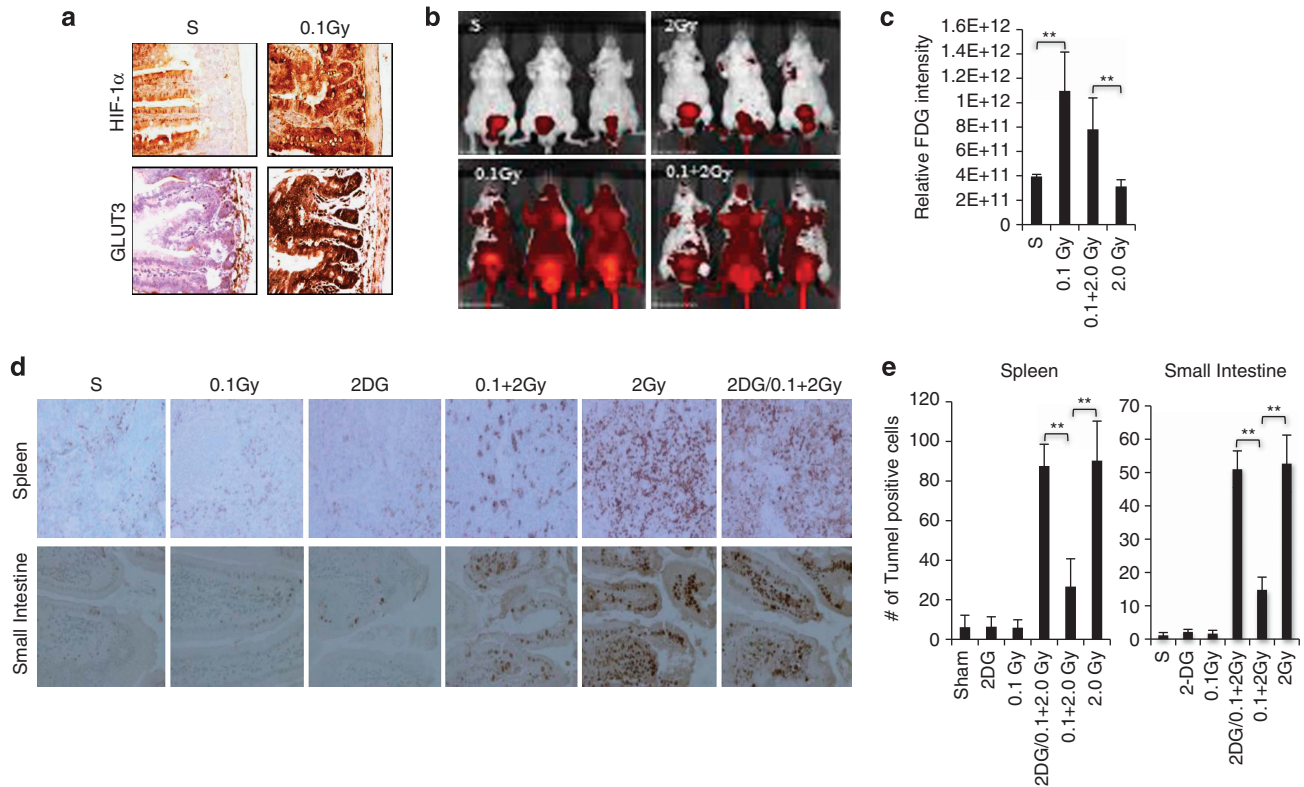 a
S
0.1Gy
HIF-1α
GLUT3
b
S
2Gy
0.1Gy
0.1+2Gy
c
Relative FDG intensity
1.6E+12
1.4E+12
1.2E+12
1E+12
8E+11
6E+11
4E+11
2E+11
0
**
**
S
0.1 Gy
0.1+2.0 Gy
2.0 Gy
d
S
0.1Gy
2DG
0.1+2Gy
2Gy
2DG/0.1+2Gy
Spleen
Small Intestine
e
Spleen
# of Tunnel positive cells
120
100
80
60
40
20
0
**
**
Sham
2DG
0.1 Gy
2DG/0.1+2.0 Gy
0.1+2.0 Gy
2.0 Gy
Small Intestine
70
60
50
40
30
20
10
0
**
**
S
2-DG
0.1Gy
2DG/0.1+2Gy
0.1+2Gy
2Gy